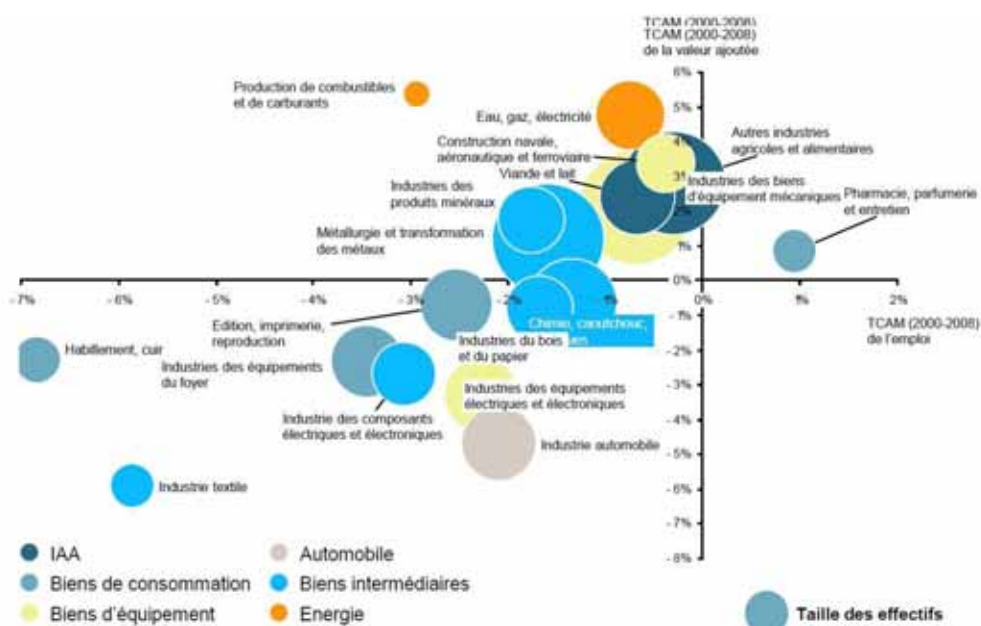 TCAM (2000-2008)
TCAM (2000-2008)
de la valeur ajoutée
6%
5%
4%
3%
2%
1%
0%
-1%
-2%
-3%
-4%
-5%
-6%
-7%
-8%
-7%
-6%
-5%
-4%
-3%
-2%
-1%
0%
1%
2%
TCAM (2000-2008)
de l'emploi
Production de combustibles
et de carburants
Eau, gaz, électricité
Construction navale,
aéronautique et ferroviaire
Viande et lait
Autres industries
agricoles et alimentaires
Industries des biens
d'équipement mécaniques
Pharmacie, parfumerie
et entretien
Industries des
produits minéraux
Métallurgie et transformation
des métaux
Edition, imprimerie,
reproduction
Chimie, caoutchouc,
Industries du bois
et du papier
Habillement, cuir
Industries des équipements
du foyer
Industries des équipements
électriques et électroniques
Industrie des composants
électriques et électroniques
Industrie automobile
Industrie textile
IAA
Biens de consommation
Biens d'équipement
Automobile
Biens intermédiaires
Energie
Taille des effectifs